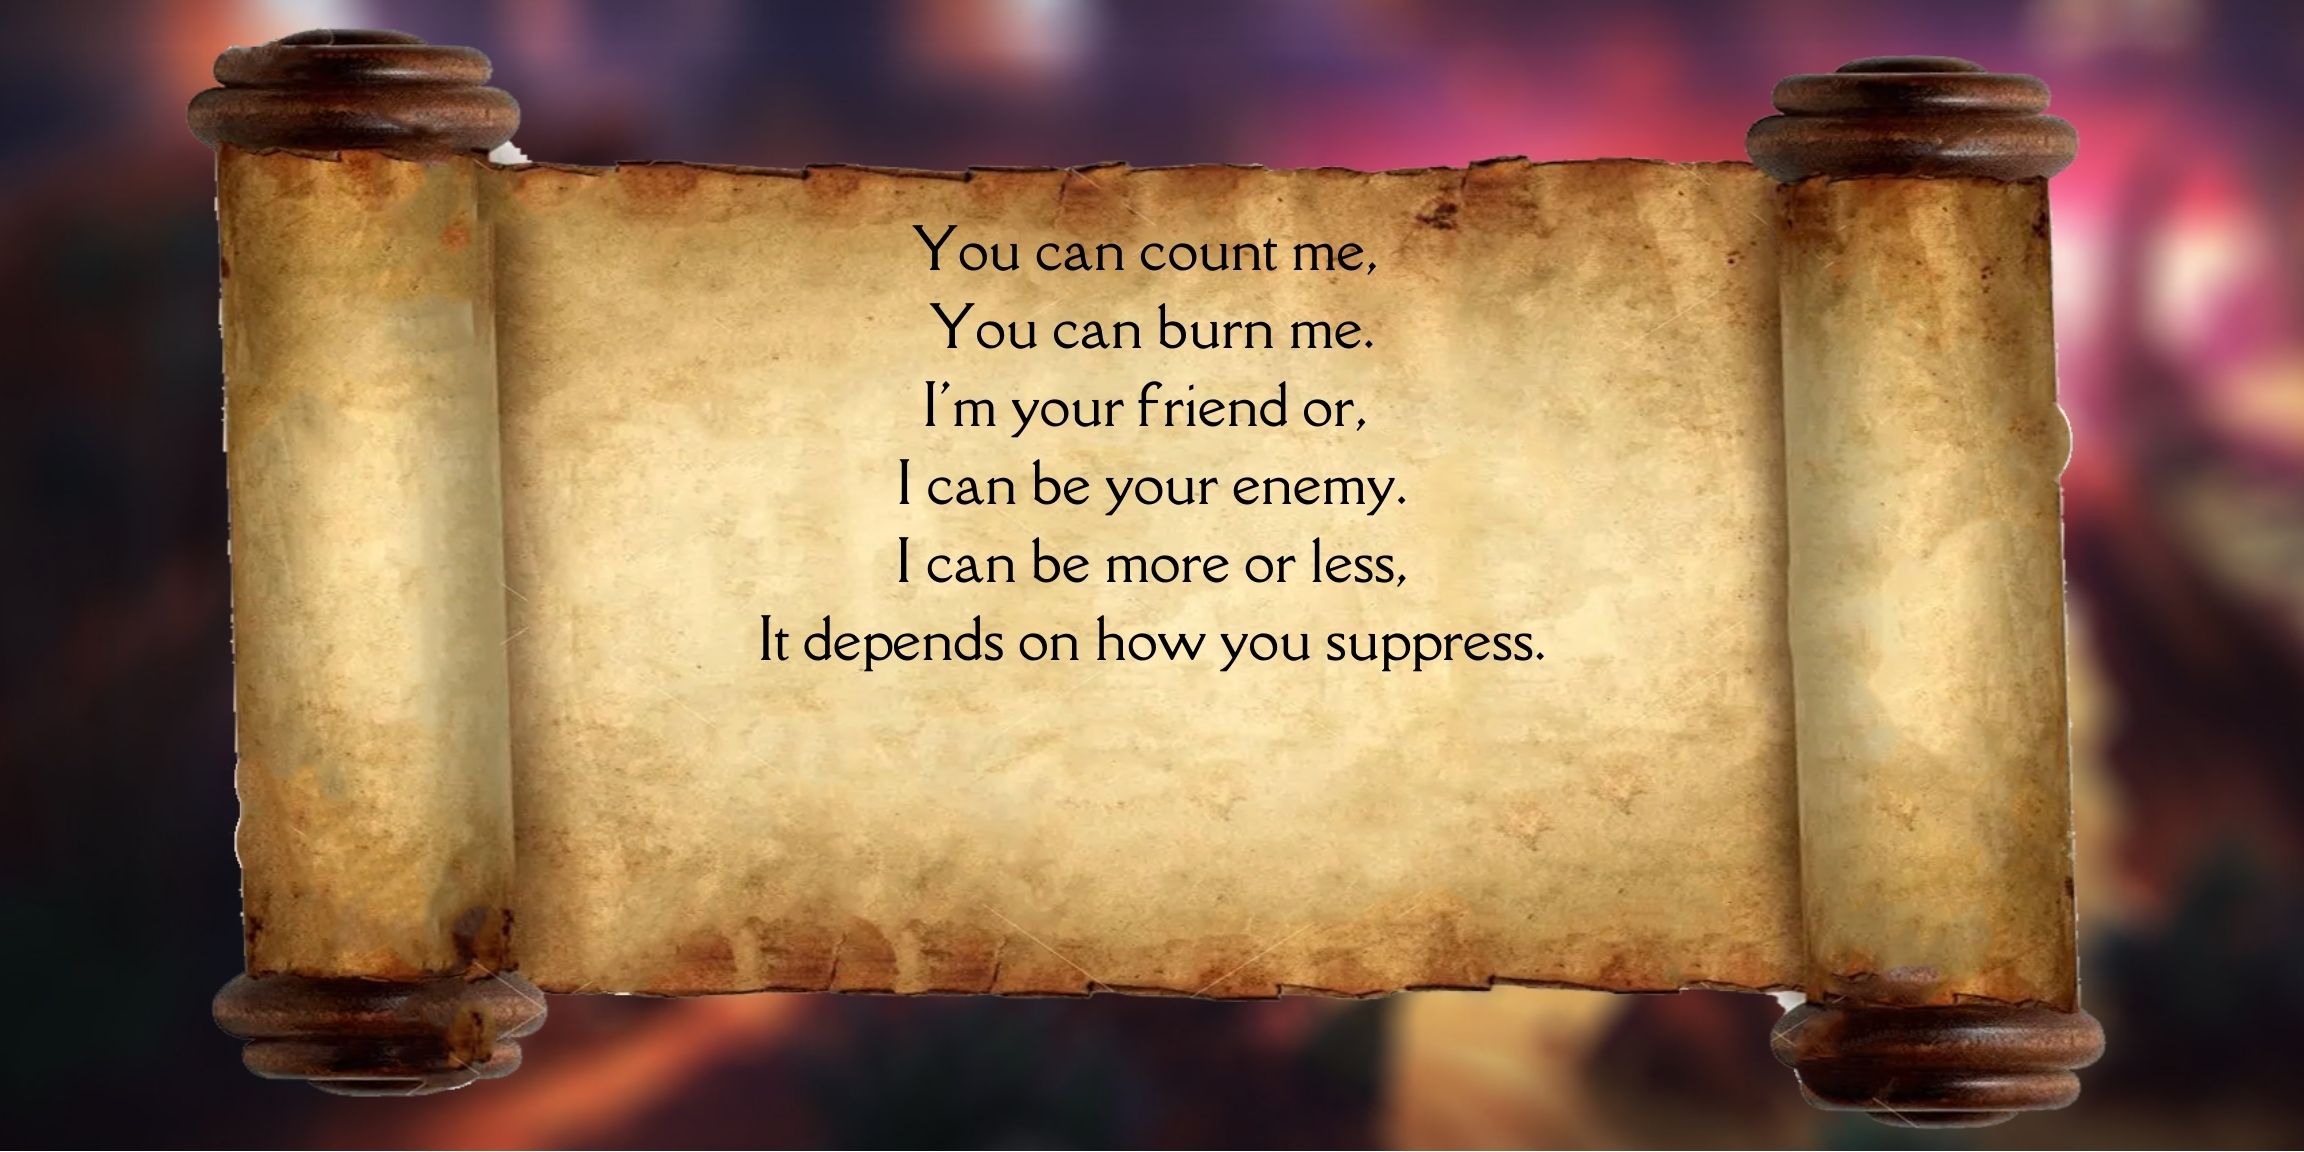 You can count me,
You can burn me.
I'm your friend or,
I can be your enemy.
I can be more or less,
It depends on how you suppress.